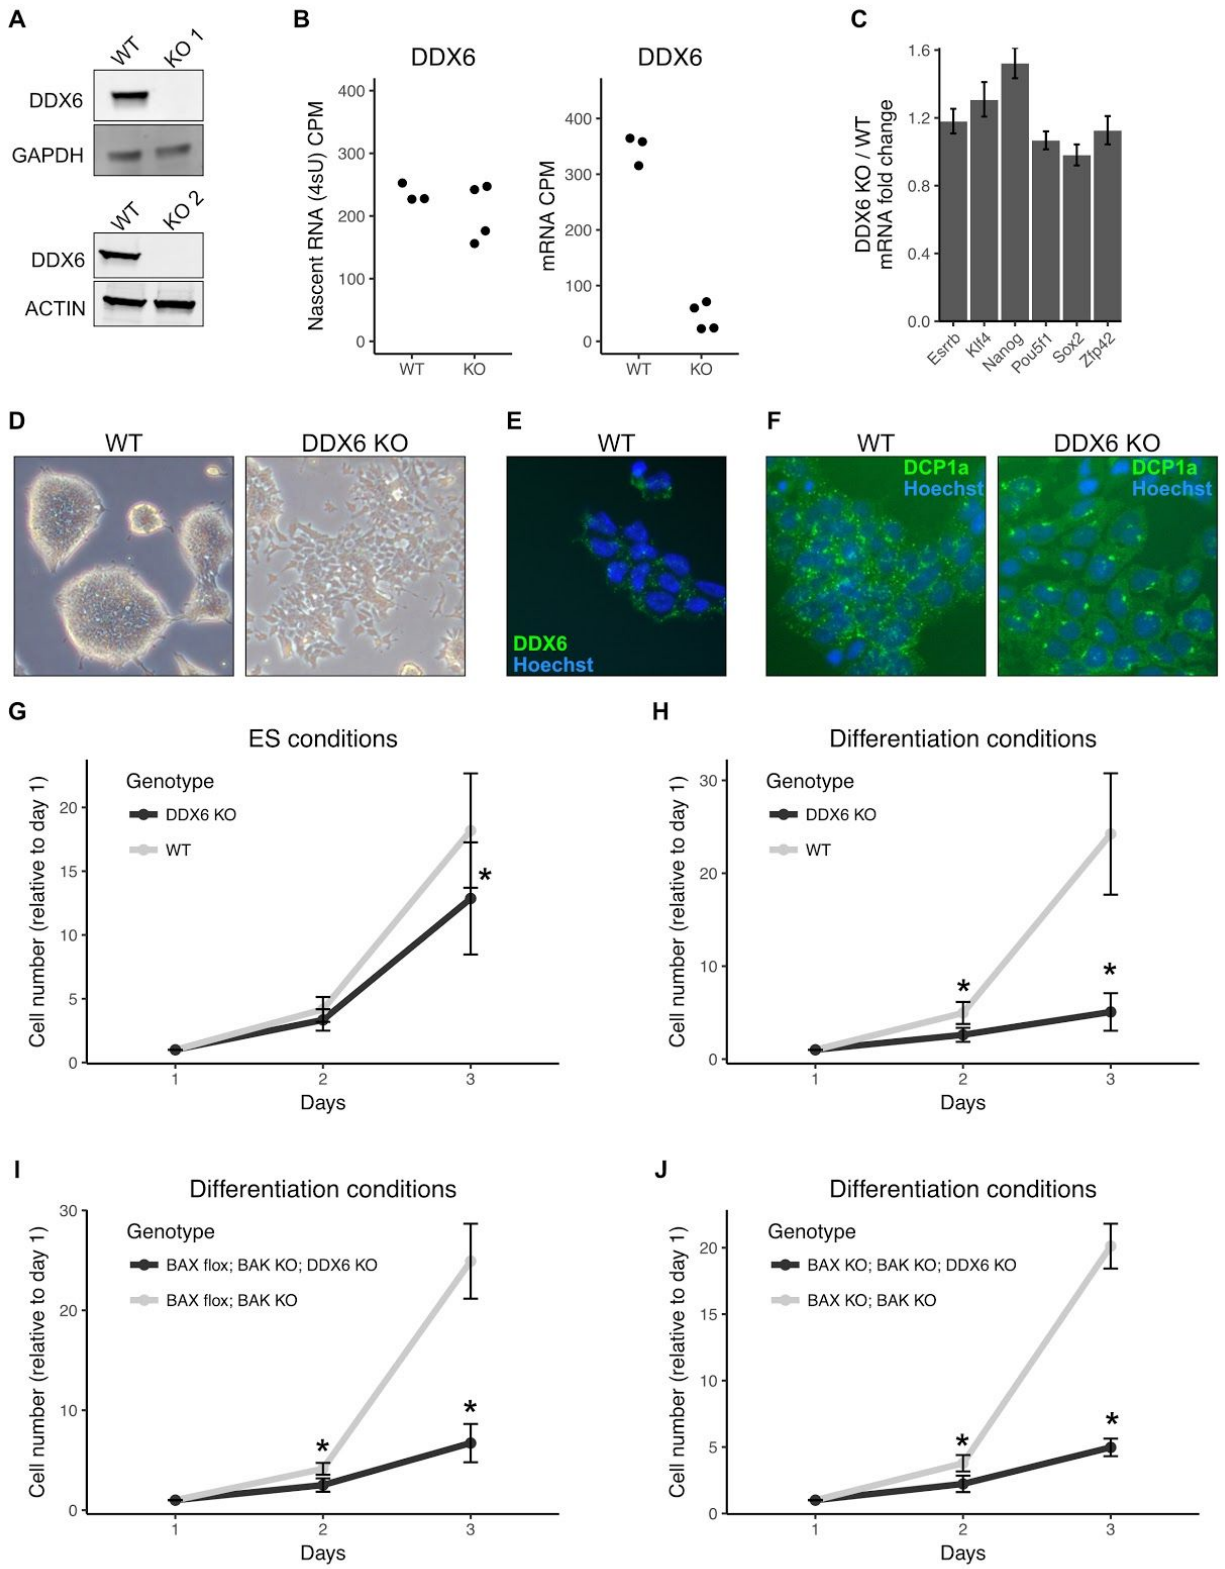 A
WT
KO 1
DDX6
GAPDH
WT
KO 2
DDX6
ACTIN
B
DDX6
Nascent RNA (4sU) CPM
400
300
200
100
0
WT
KO
DDX6
mRNA CPM
400
300
200
100
0
WT
KO
C
DDX6 KO / WT
mRNA fold change
1.6
1.2
0.8
0.4
0.0
Esrrb
Klf4
Nanog
Pou5f1
Sox2
Zfp42
D
WT
DDX6 KO
E
WT
DDX6
Hoechst
F
WT
DCP1a
Hoechst
DDX6 KO
DCP1a
Hoechst
G
ES conditions
Cell number (relative to day 1)
Genotype
DDX6 KO
WT
20
15
10
5
0
*
1
2
3
Days
H
Differentiation conditions
Cell number (relative to day 1)
Genotype
DDX6 KO
WT
30
20
10
0
*
*
1
2
3
Days
I
Differentiation conditions
Cell number (relative to day 1)
Genotype
BAX flox; BAK KO; DDX6 KO
BAX flox; BAK KO
30
20
10
0
*
*
1
2
3
Days
J
Differentiation conditions
Cell number (relative to day 1)
Genotype
BAX KO; BAK KO; DDX6 KO
BAX KO; BAK KO
20
15
10
5
0
*
*
1
2
3
Days